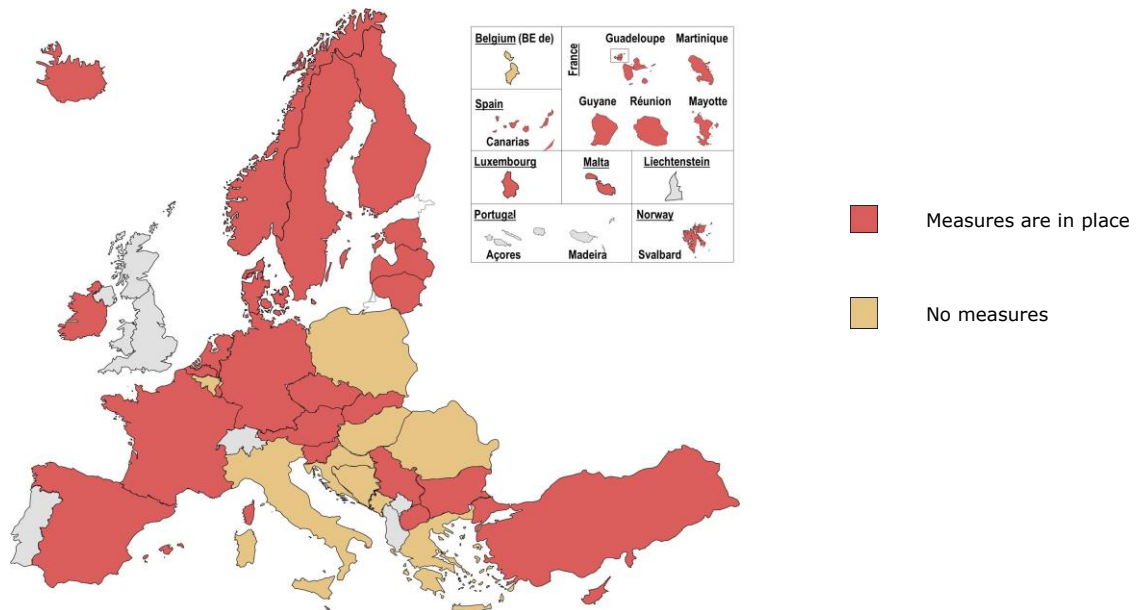 Belgium (BE de)
France
Guadeloupe
Martinique
Guyane
Réunion
Mayotte
Spain
Canarias
Luxembourg
Malta
Liechtenstein
Portugal
Açores
Madeira
Norway
Svalbard
Measures are in place
No measures